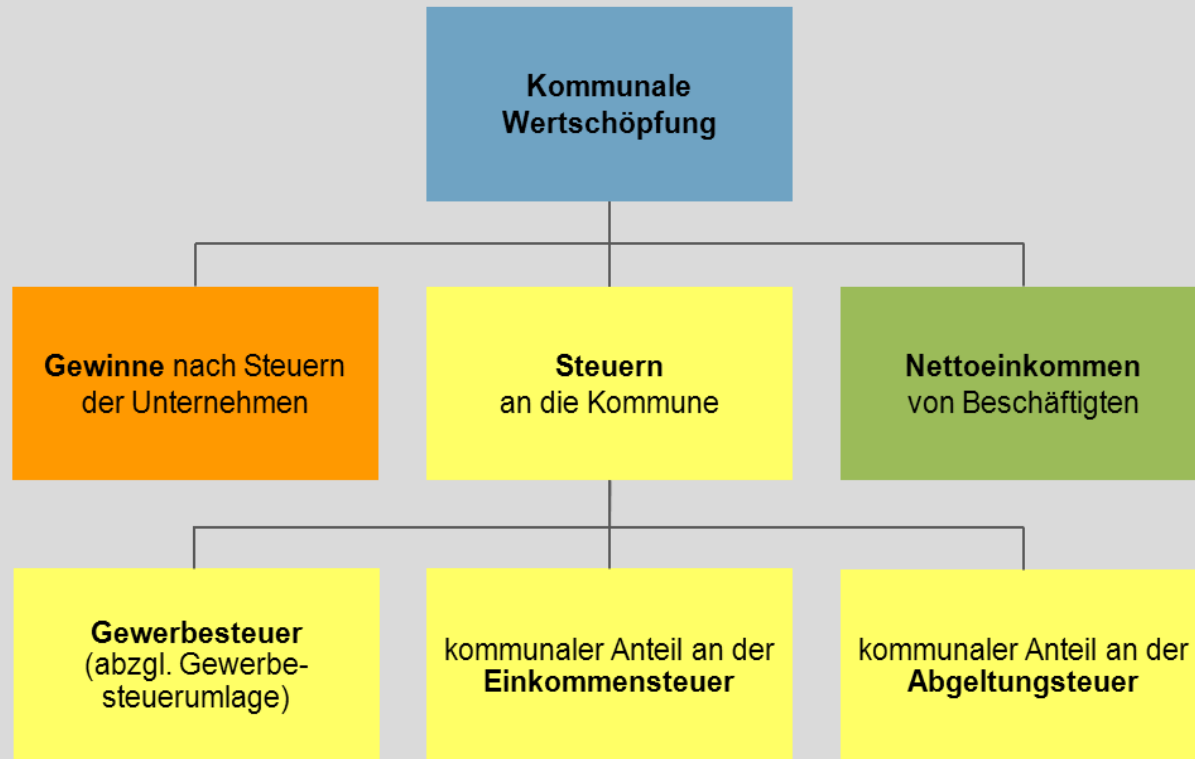 Kommunale
Wertschöpfung
Gewinne nach Steuern
der Unternehmen
Steuern
an die Kommune
Nettoeinkommen
von Beschäftigten
Gewerbesteuer
(abzgl. Gewerbe-
steuerumlage)
kommunaler Anteil an der
Einkommensteuer
kommunaler Anteil an der
Abgeltungsteuer